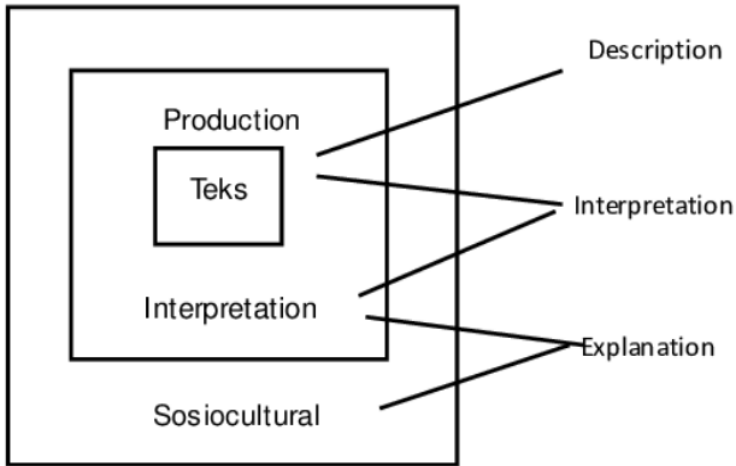 Description
Production
Teks
Interpretation
Interpretation
Explanation
Sosiocultural